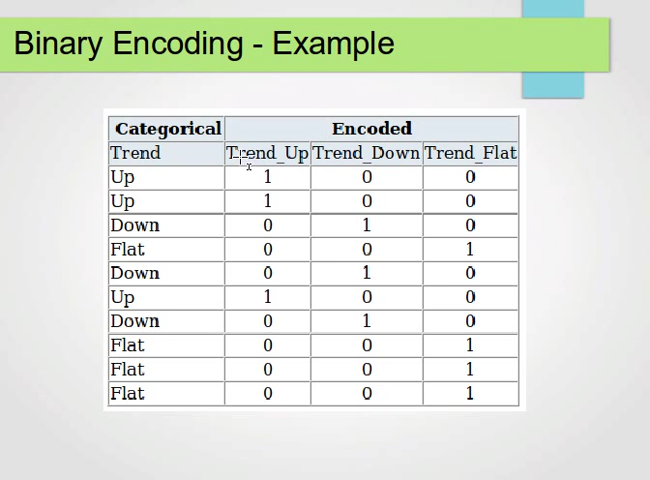 Binary Encoding - Example
Categorical Encoded
Trend Trend_Up Trend_Down Trend_Flat
Up 1 0 0
Up 1 0 0
Down 0 1 0
Flat 0 0 1
Down 0 1 0
Up 1 0 0
Down 0 1 0
Flat 0 0 1
Flat 0 0 1
Flat 0 0 1